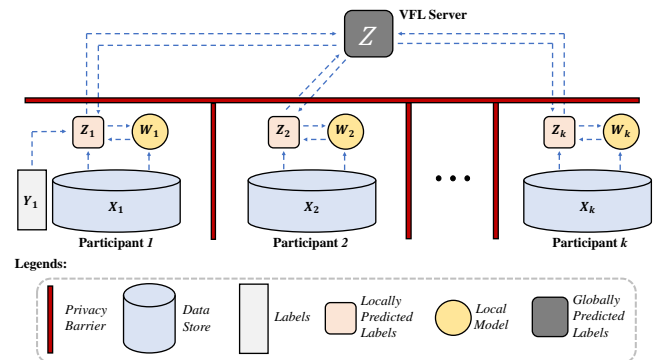 VFL Server
Z
Z1 W1 Z2 W2 Zk Wk
Y1 X1 X2 Xk
Participant 1 Participant 2 Participant k
Legends:
Privacy Barrier
Data Store
Labels
Locally Predicted Labels
Local Model
Globally Predicted Labels